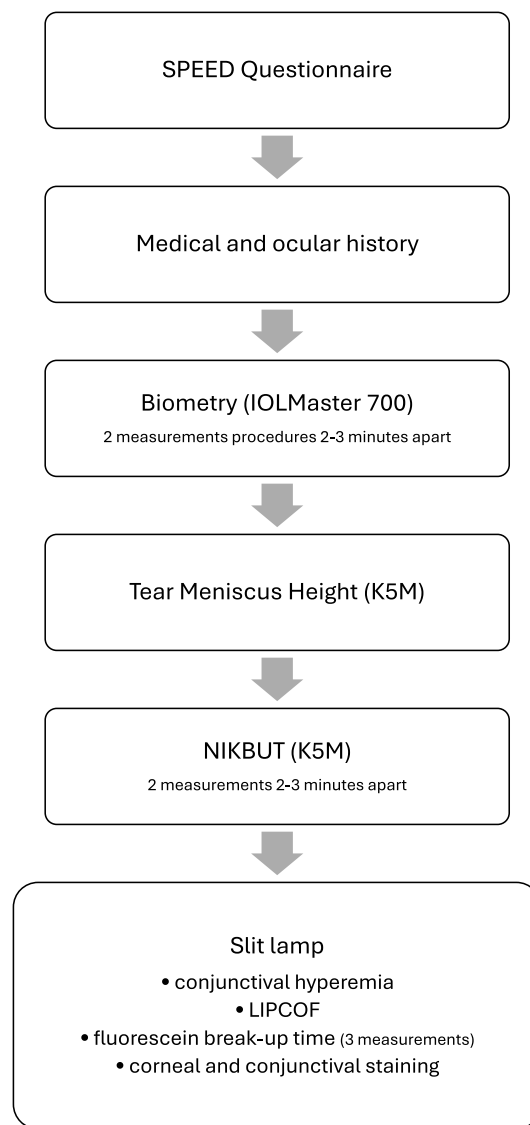 SPEED Questionnaire
Medical and ocular history
Biometry (IOLMaster 700)
2 measurements procedures 2-3 minutes apart
Tear Meniscus Height (K5M)
NIKBUT (K5M)
2 measurements 2-3 minutes apart
Slit lamp
• conjunctival hyperemia
• LIPCOF
• fluorescein break-up time (3 measurements)
• corneal and conjunctival staining